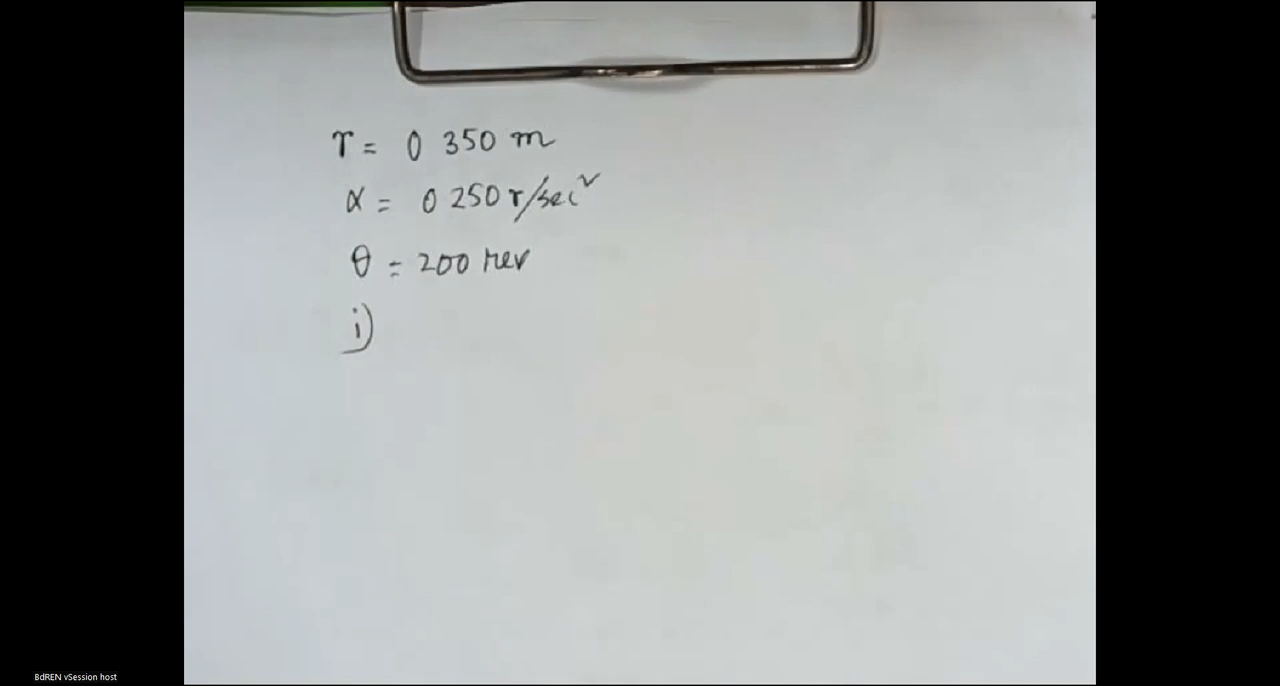 r = 0 350 m
α = 0 250 r/sec²
θ = 200 rev
i)
BdREN vSession host